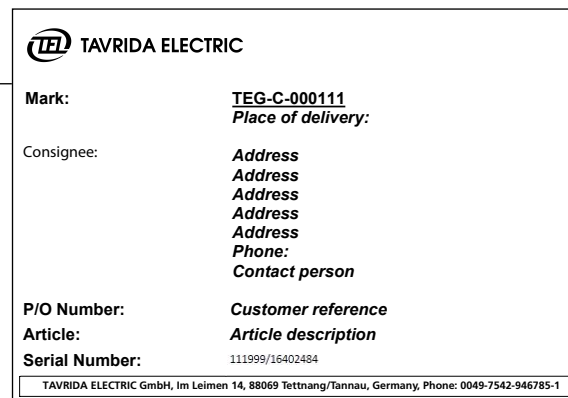 TEL TAVRIDA ELECTRIC
Mark: TEG-C-000111
Place of delivery:
Consignee: Address
Address
Address
Address
Address
Phone:
Contact person
P/O Number: Customer reference
Article: Article description
Serial Number: 111999/16402484
TAVRIDA ELECTRIC GmbH, Im Leimen 14, 88069 Tettnang/Tannau, Germany, Phone: 0049-7542-946785-1